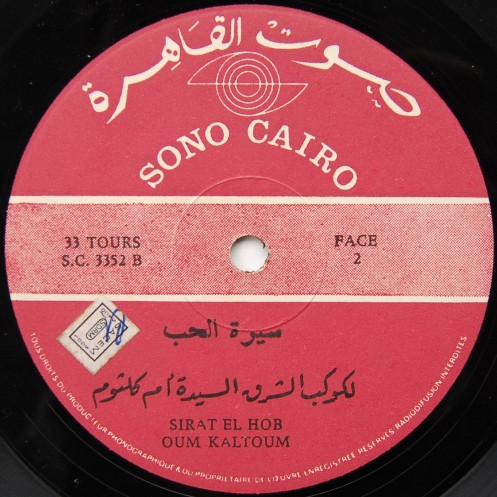 صوت القاهرة
SONO CAIRO
33 TOURS
S.C. 3352 B
FACE
2
سيرة الحب
لكوكب الشرق السيدة أم كلثوم
SIRAT EL HOB
OUM KALTOUM
TOUS DROITS DU PRODUCTEUR PHONOGRAPHIQUE & DU PROPRIETAIRE DE L'OUVRE ENREGISTREE RESERVES RADIODIFFUSION INTERDITES